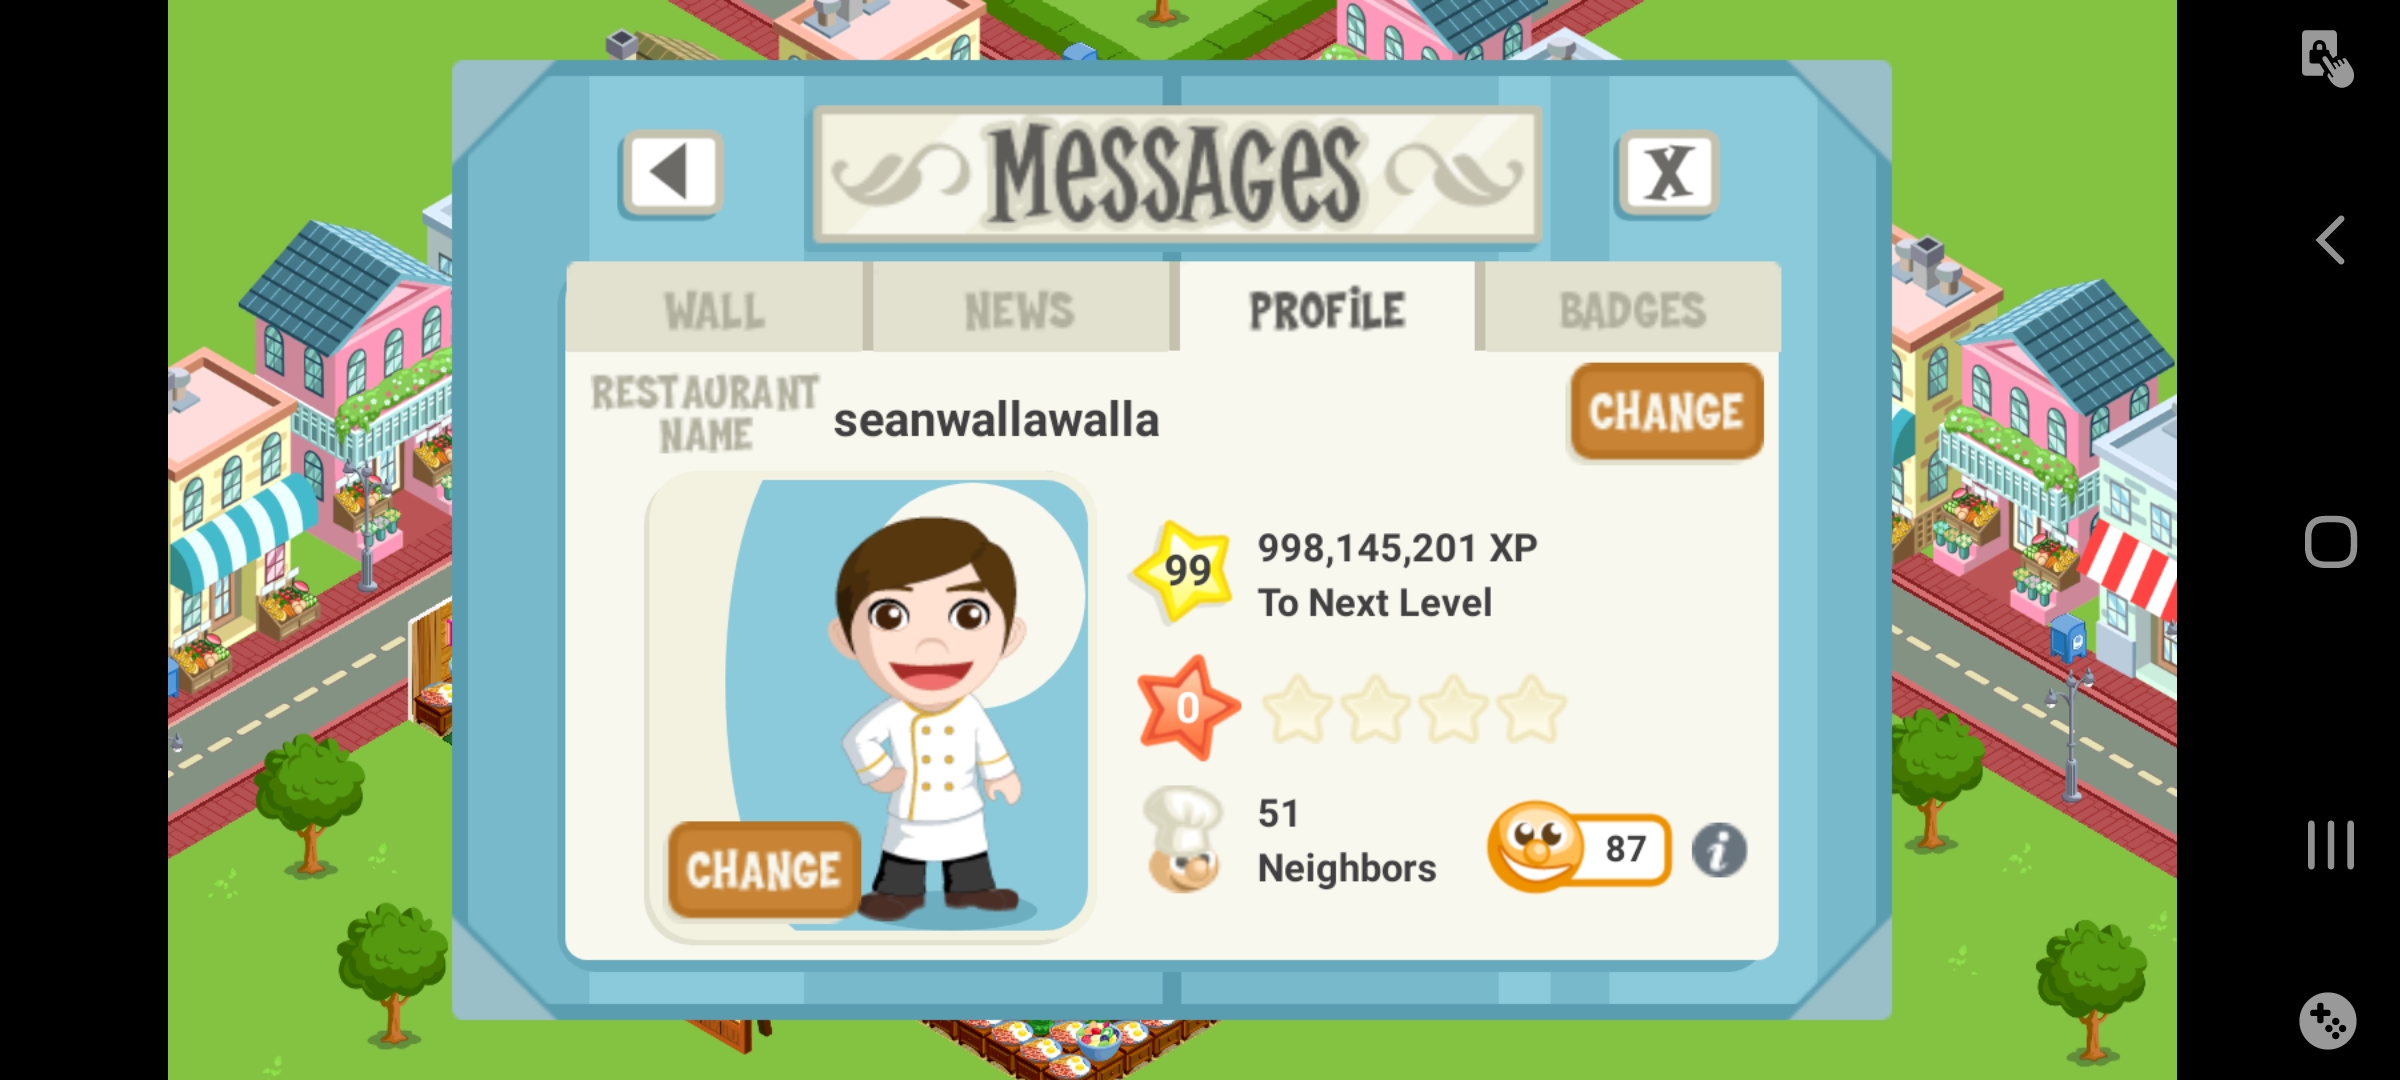 MESSAGES
X
WALL
NEWS
PROFILE
BADGES
RESTAURANT
NAME
seanwallawalla
CHANGE
99
998,145,201 XP
To Next Level
0
51
Neighbors
87
i
CHANGE